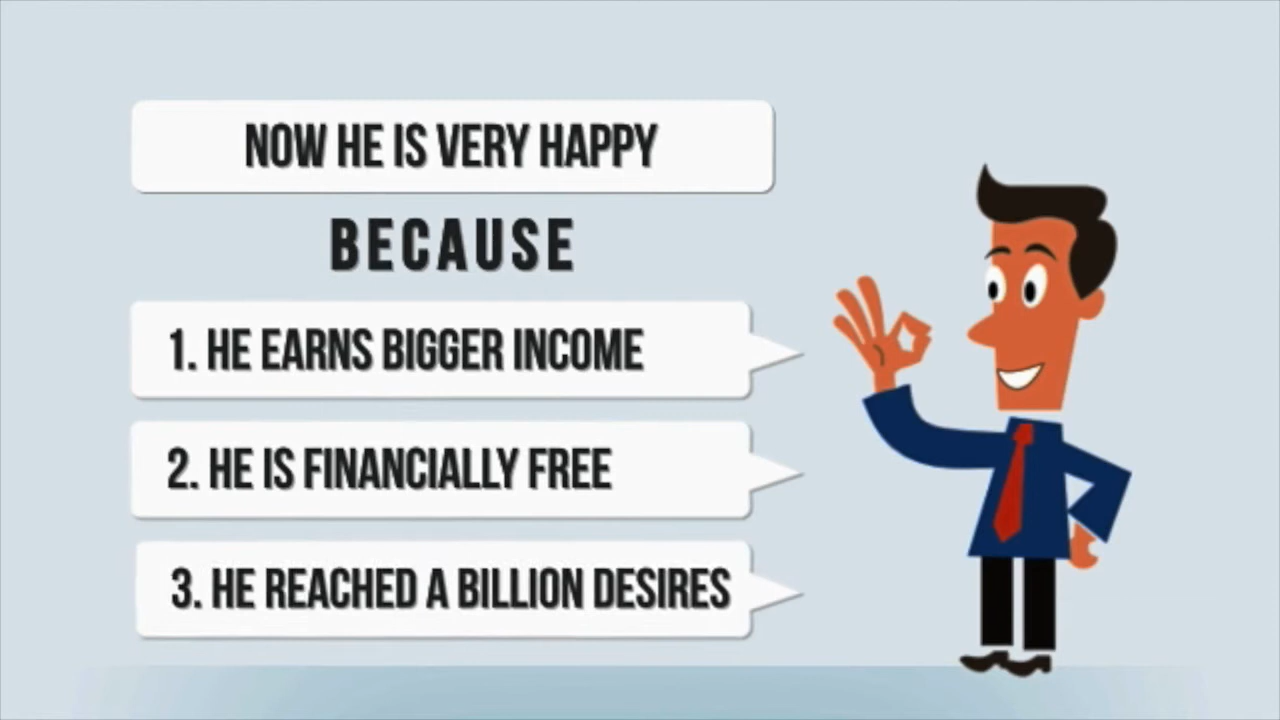 NOW HE IS VERY HAPPY
BECAUSE
1. HE EARNS BIGGER INCOME
2. HE IS FINANCIALLY FREE
3. HE REACHED A BILLION DESIRES